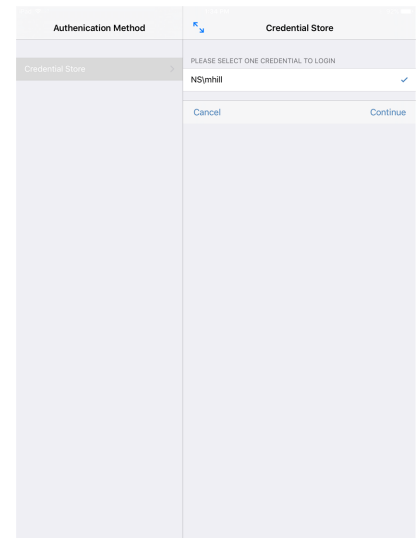 Authenication Method
Credential Store
Credential Store
PLEASE SELECT ONE CREDENTIAL TO LOGIN
NS\mhill
Cancel
Continue